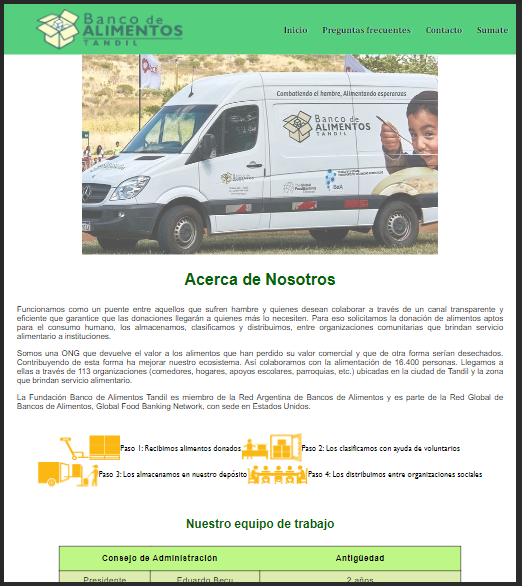 Banco de
ALIMENTOS
TANDIL
Inicio Preguntas frecuentes Contacto Sumate
Combatiendo el hambre, Alimentando esperanzas
Banco de
ALIMENTOS
TANDIL
Acerca de Nosotros
Funcionamos como un puente entre aquellos que sufren hambre y quienes desean colaborar a través de un canal transparente y
eficiente que garantice que las donaciones llegarán a quienes más lo necesiten. Para eso solicitamos la donación de alimentos aptos
para el consumo humano, los almacenamos, clasificamos y distribuimos, entre organizaciones comunitarias que brindan servicio
alimentario a instituciones.
Somos una ONG que devuelve el valor a los alimentos que han perdido su valor comercial y que de otra forma serían desechados.
Contribuyendo de esta forma ha mejorar nuestro ecosistema. Así colaboramos con la alimentación de 16.400 personas. Llegamos a
ellas a través de 113 organizaciones (comedores, hogares, apoyos escolares, parroquias, etc.) ubicadas en la ciudad de Tandil y la zona
que brindan servicio alimentario.
La Fundación Banco de Alimentos Tandil es miembro de la Red Argentina de Bancos de Alimentos y es parte de la Red Global de
Bancos de Alimentos, Global Food Banking Network, con sede en Estados Unidos.
Paso 1: Recibimos alimentos donados Paso 2: Los clasificamos con ayuda de voluntarios
Paso 3: Los almacenamos en nuestro depósito Paso 4: Los distribuimos entre organizaciones sociales
Nuestro equipo de trabajo
Consejo de Administración Antigüedad
Presidente Eduardo Becu 2 años